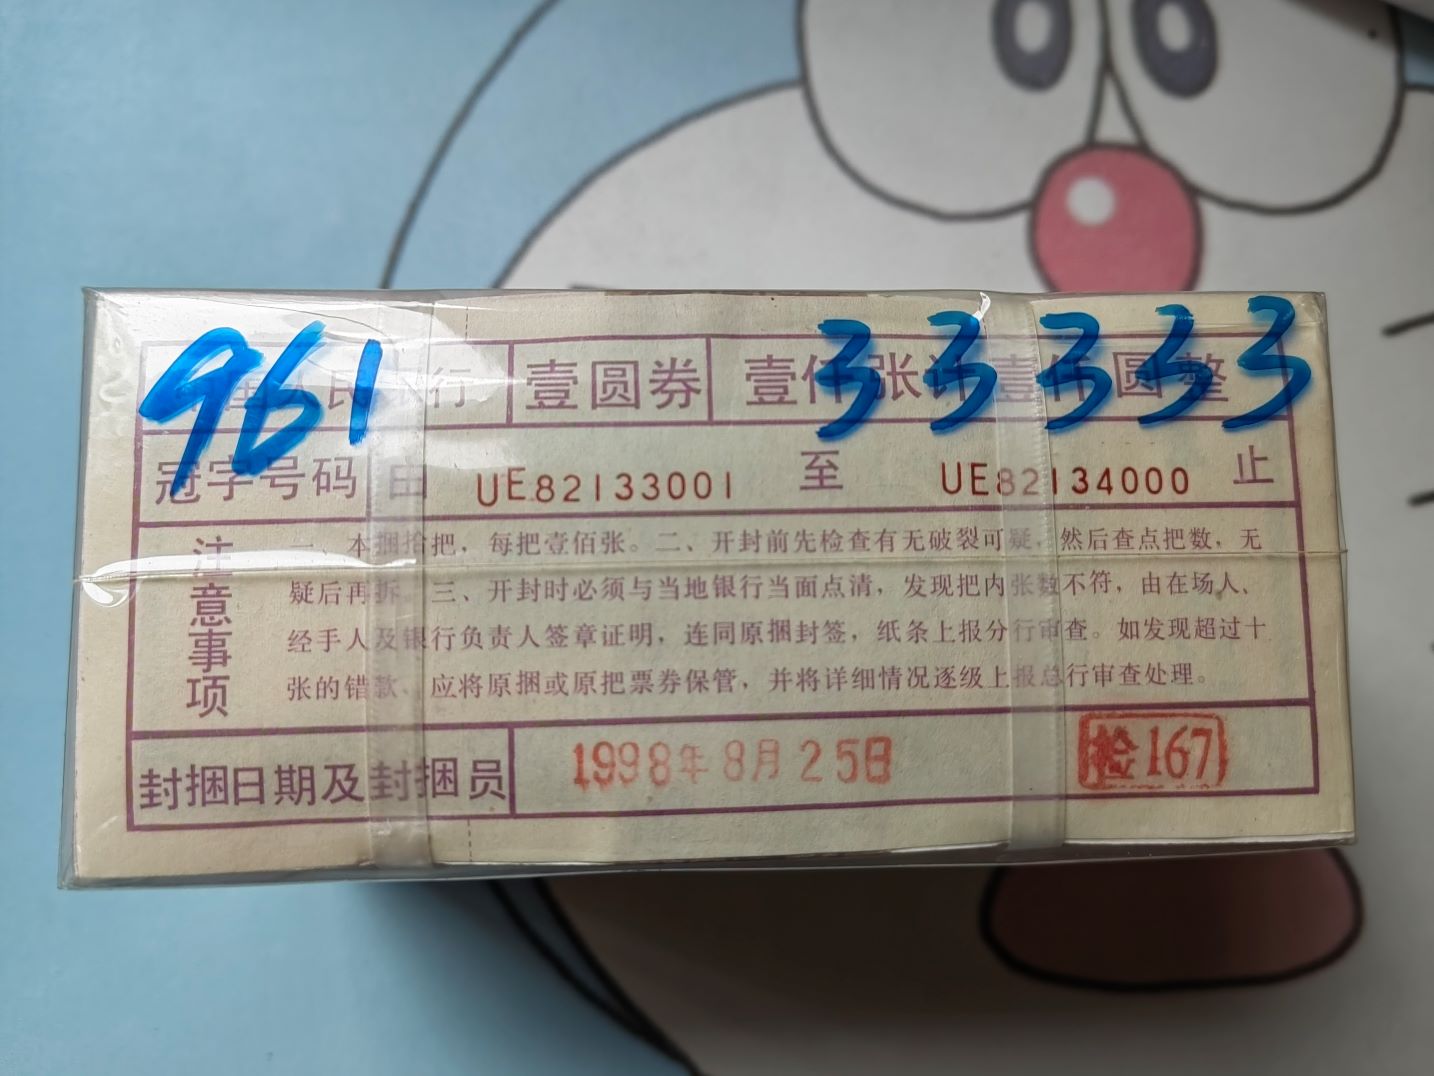 961 33333
中国人民银行 壹圆券 壹仟张计壹仟圆整
冠字号码 由 UE82133001 至 UE82134000 止
注意事项
一、本捆拾把，每把壹佰张。二、开封前先检查有无破裂可疑，然后查点把数，无
疑后再拆。三、开封时必须与当地银行当面点清，发现把内张数不符，由在场人、
经手人及银行负责人签章证明，连同原捆封签，纸条上报分行审查。如发现超过十
张的错款、应将原捆或原把票券保管，并将详细情况逐级上报总行审查处理。
封捆日期及封捆员 1998年8月25日 检167